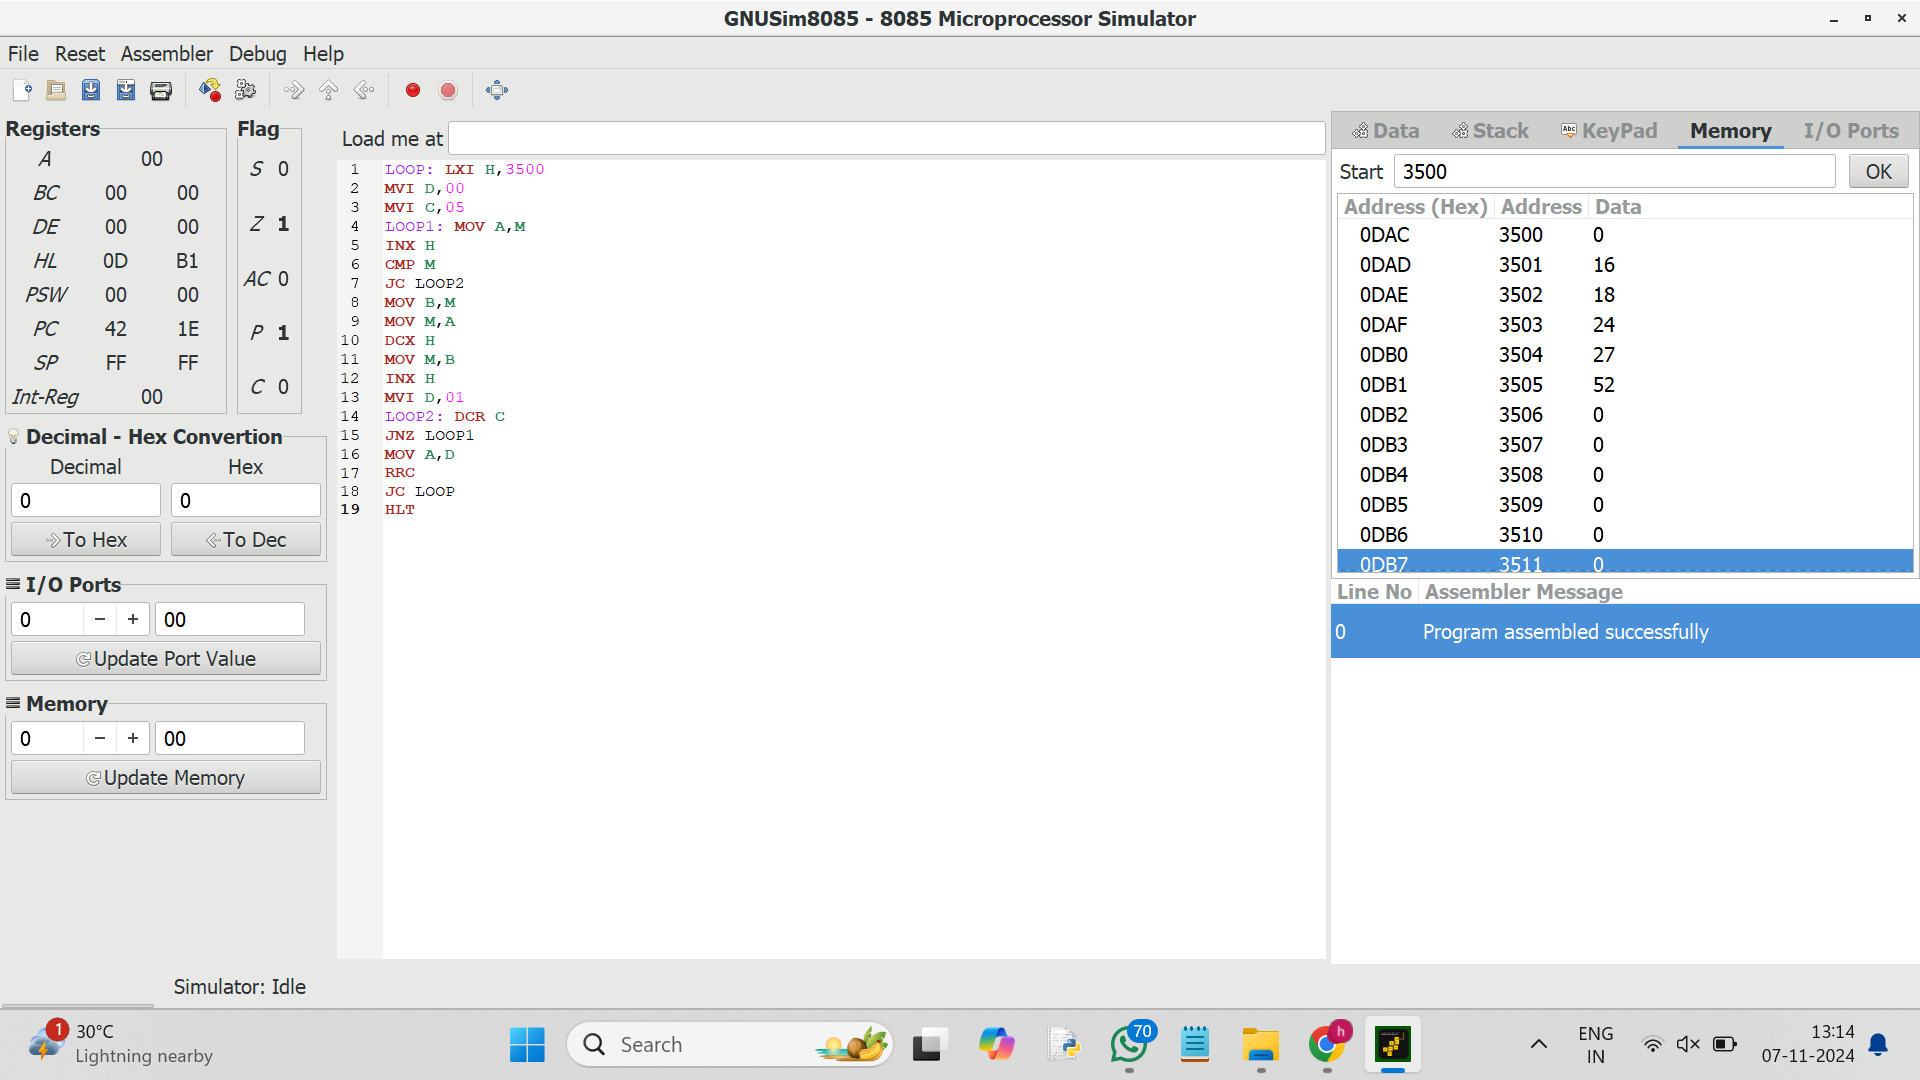 GNUSim8085 - 8085 Microprocessor Simulator
File Reset Assembler Debug Help
Registers
A 00
BC 00 00
DE 00 00
HL 0D B1
PSW 00 00
PC 42 1E
SP FF FF
Int-Reg 00
Flag
S 0
Z 1
AC 0
P 1
C 0
Decimal - Hex Convertion
Decimal Hex
0 0
To Hex To Dec
I/O Ports
0 - + 00
Update Port Value
Memory
0 - + 00
Update Memory
Load me at
1 LOOP: LXI H,3500
2 MVI D,00
3 MVI C,05
4 LOOP1: MOV A,M
5 INX H
6 CMP M
7 JC LOOP2
8 MOV B,M
9 MOV M,A
10 DCX H
11 MOV M,B
12 INX H
13 MVI D,01
14 LOOP2: DCR C
15 JNZ LOOP1
16 MOV A,D
17 RRC
18 JC LOOP
19 HLT
Data Stack Abc KeyPad Memory I/O Ports
Start 3500 OK
Address (Hex) Address Data
0DAC 3500 0
0DAD 3501 16
0DAE 3502 18
0DAF 3503 24
0DB0 3504 27
0DB1 3505 52
0DB2 3506 0
0DB3 3507 0
0DB4 3508 0
0DB5 3509 0
0DB6 3510 0
0DB7 3511 0
Line No Assembler Message
0 Program assembled successfully
Simulator: Idle
1 30°C
Lightning nearby
Search
70
h
ENG
IN
13:14
07-11-2024